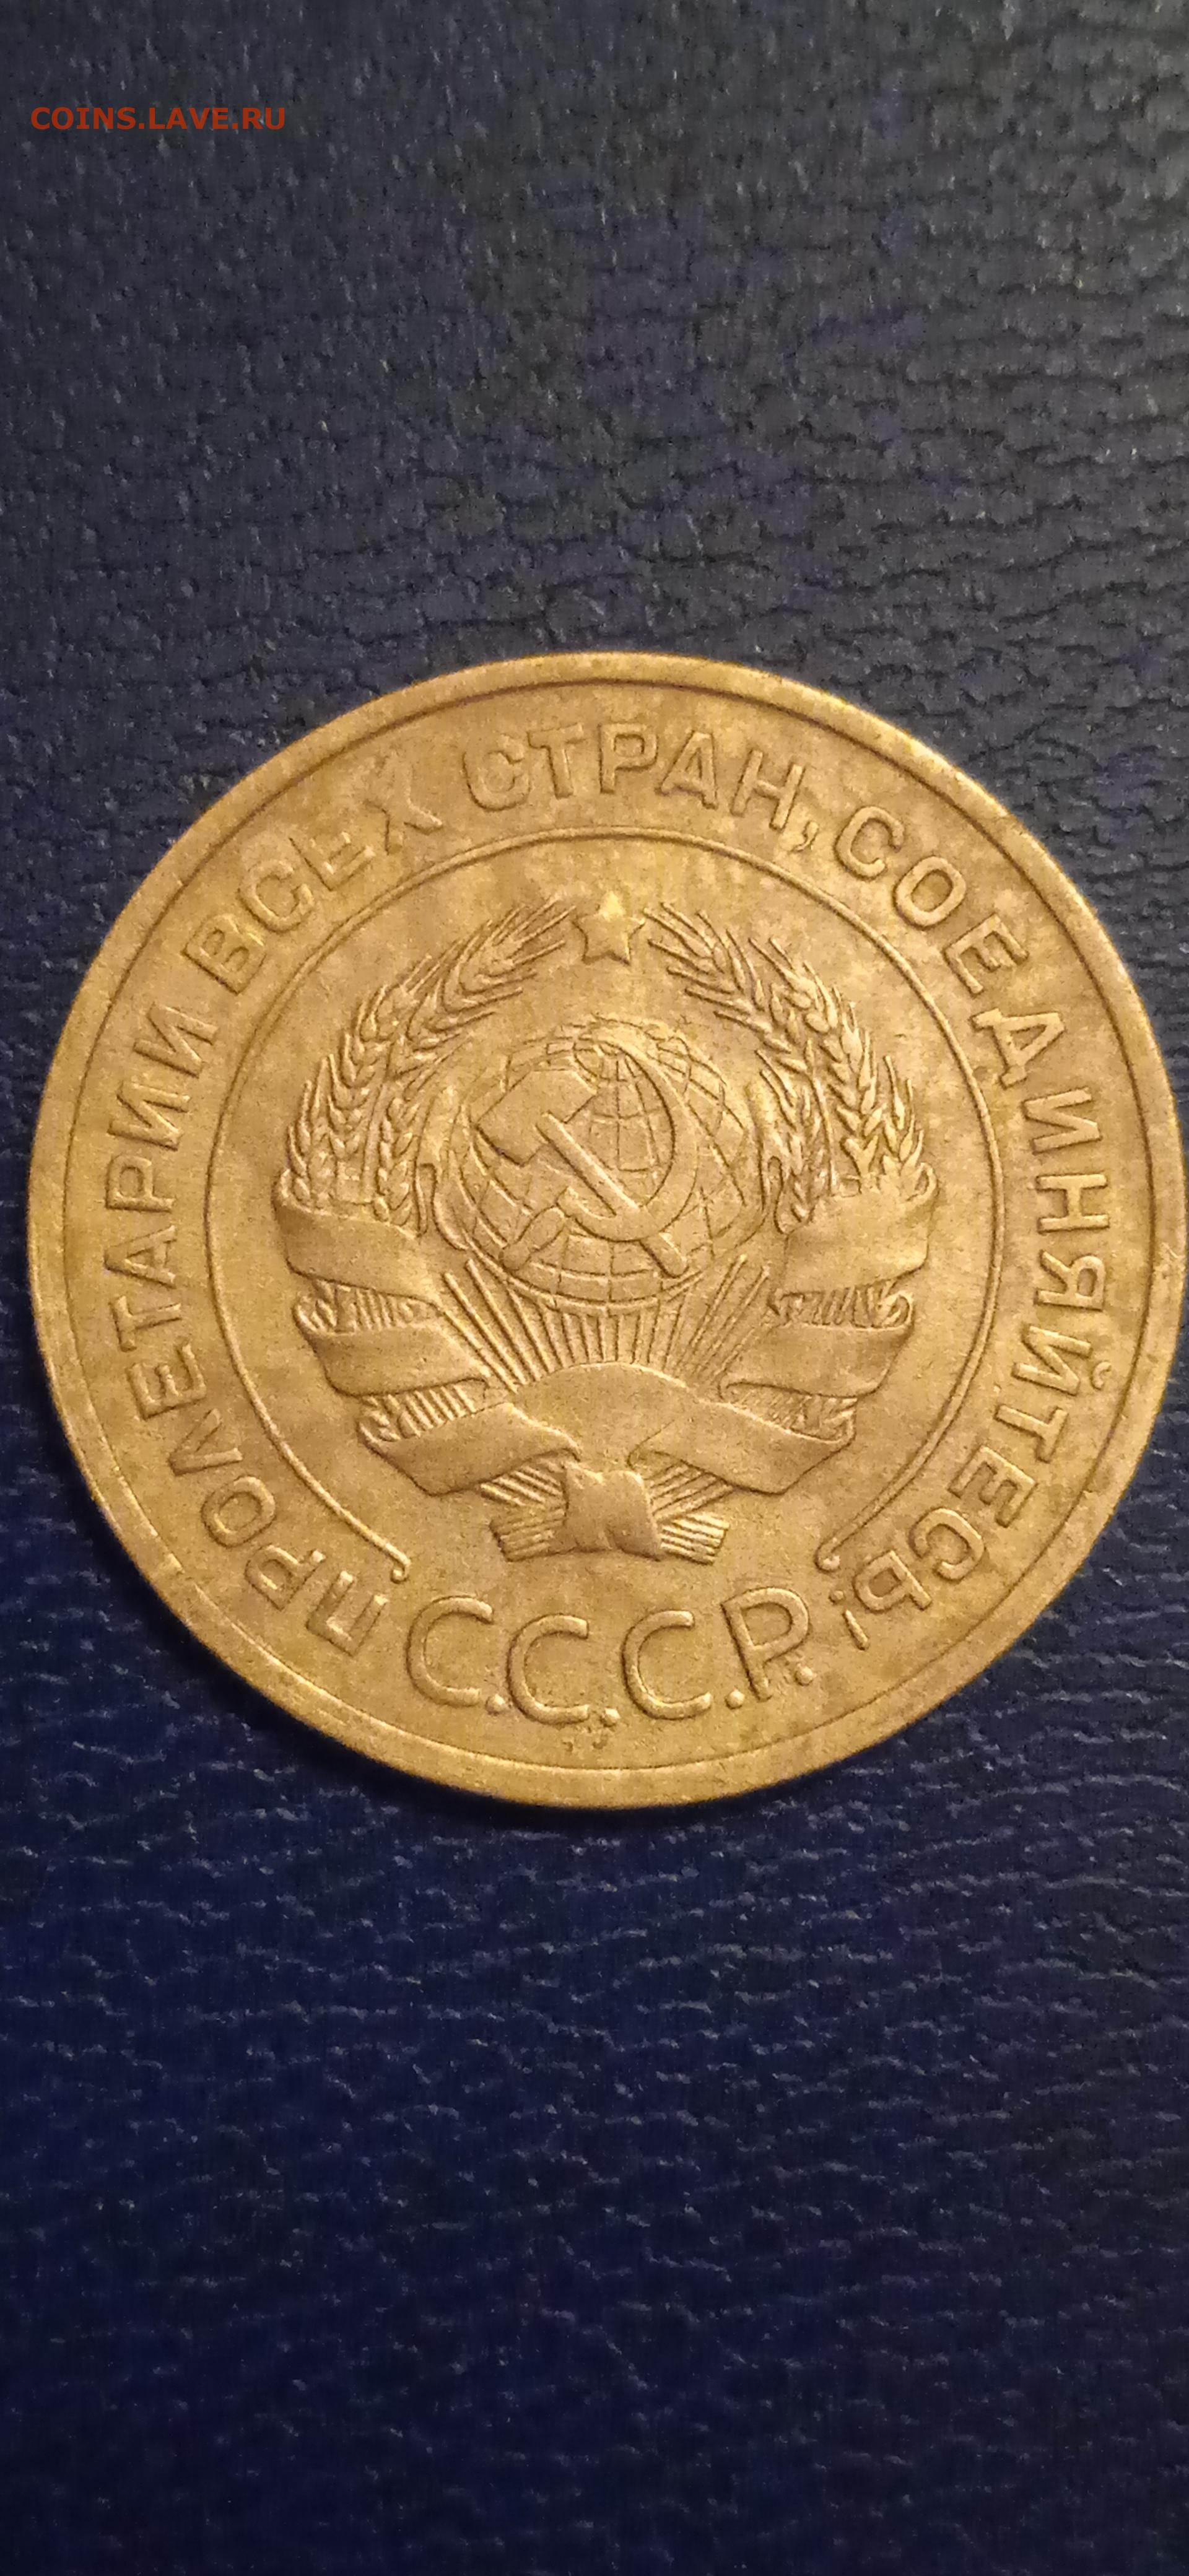 COINS.LAVE.RU
ПРОЛЕТАРИИ ВСЕХ СТРАН, СОЕДИНЯЙТЕСЬ!
С.С.С.Р.